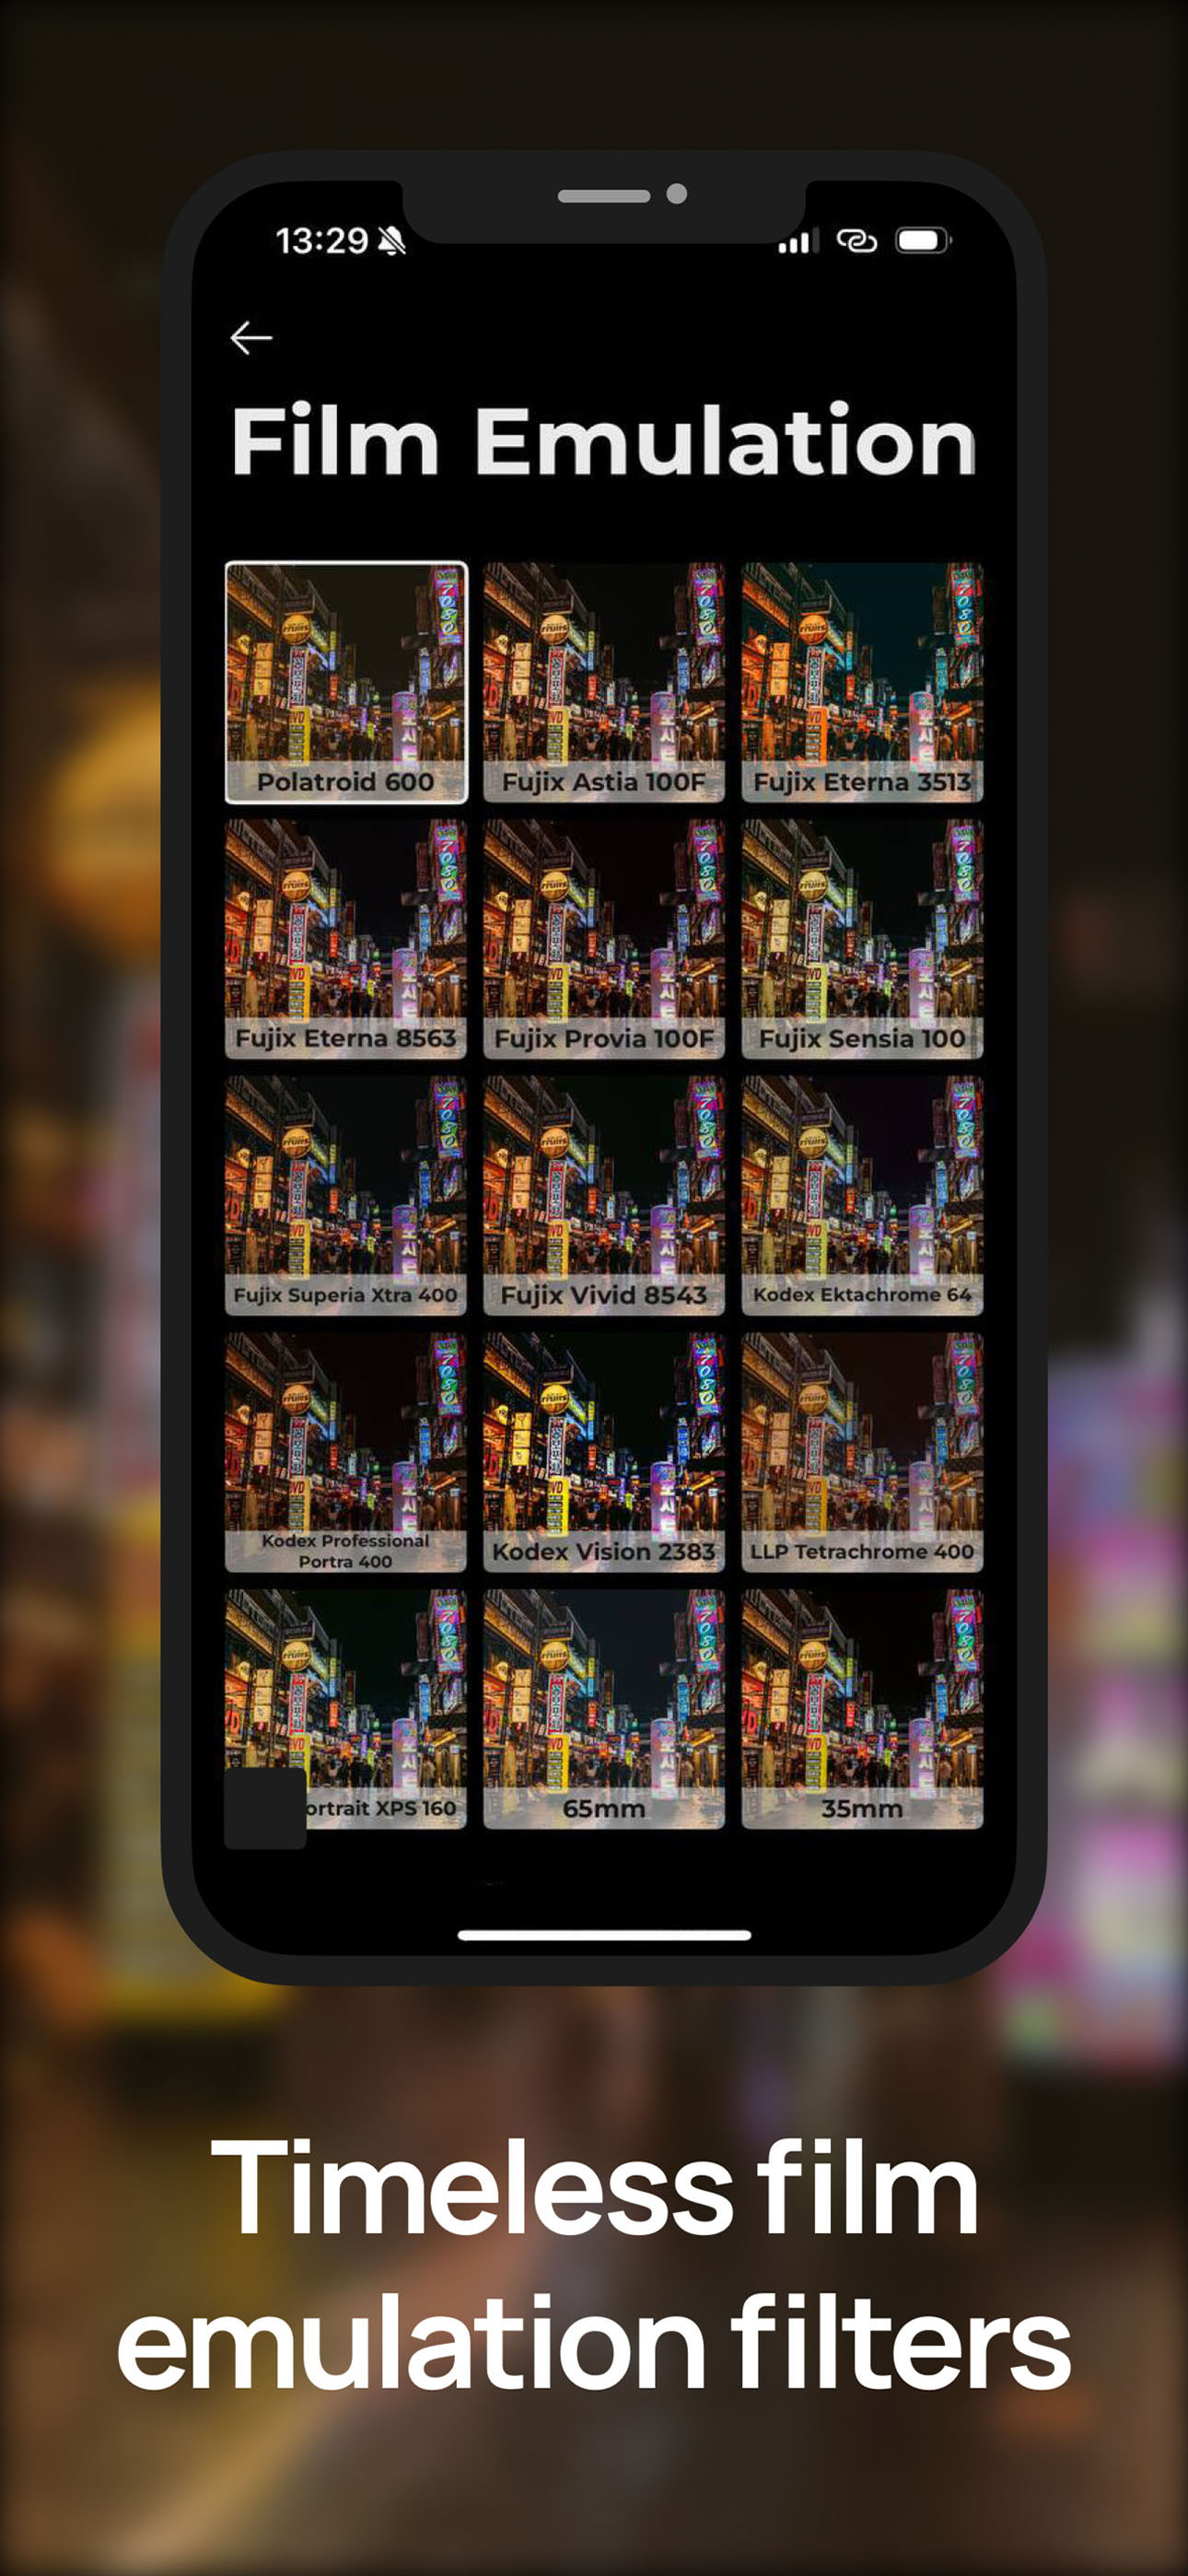 13:29
Film Emulation
Polatroid 600
Fujix Astia 100F
Fujix Eterna 3513
Fujix Eterna 8563
Fujix Provia 100F
Fujix Sensia 100
Fujix Superia Xtra 400
Fujix Vivid 8543
Kodex Ektachrome 64
Kodex Professional
Portra 400
Kodex Vision 2383
LLP Tetrachrome 400
ortrait XPS 160
65mm
35mm
Timeless film
emulation filters